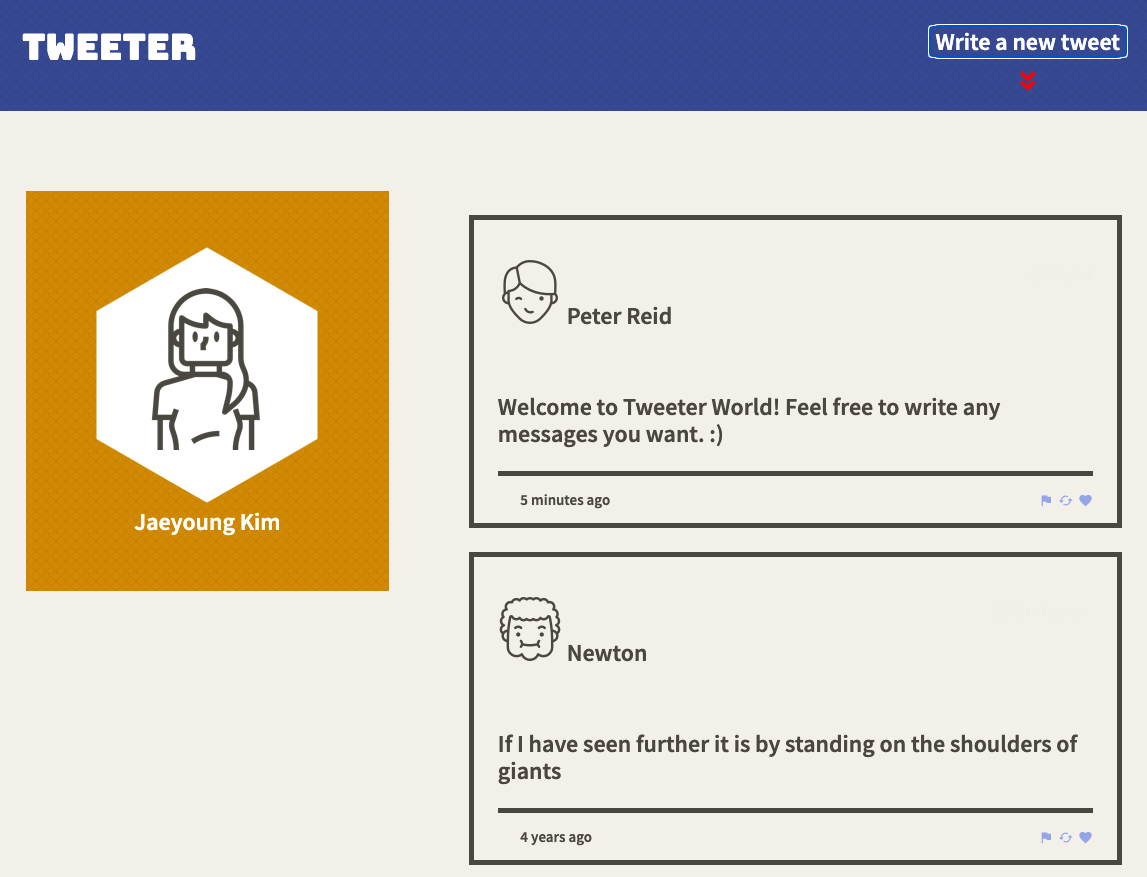 TWEETER
Write a new tweet
Jaeyoung Kim
Peter Reid
Welcome to Tweeter World! Feel free to write any
messages you want. :)
5 minutes ago
Newton
If I have seen further it is by standing on the shoulders of
giants
4 years ago